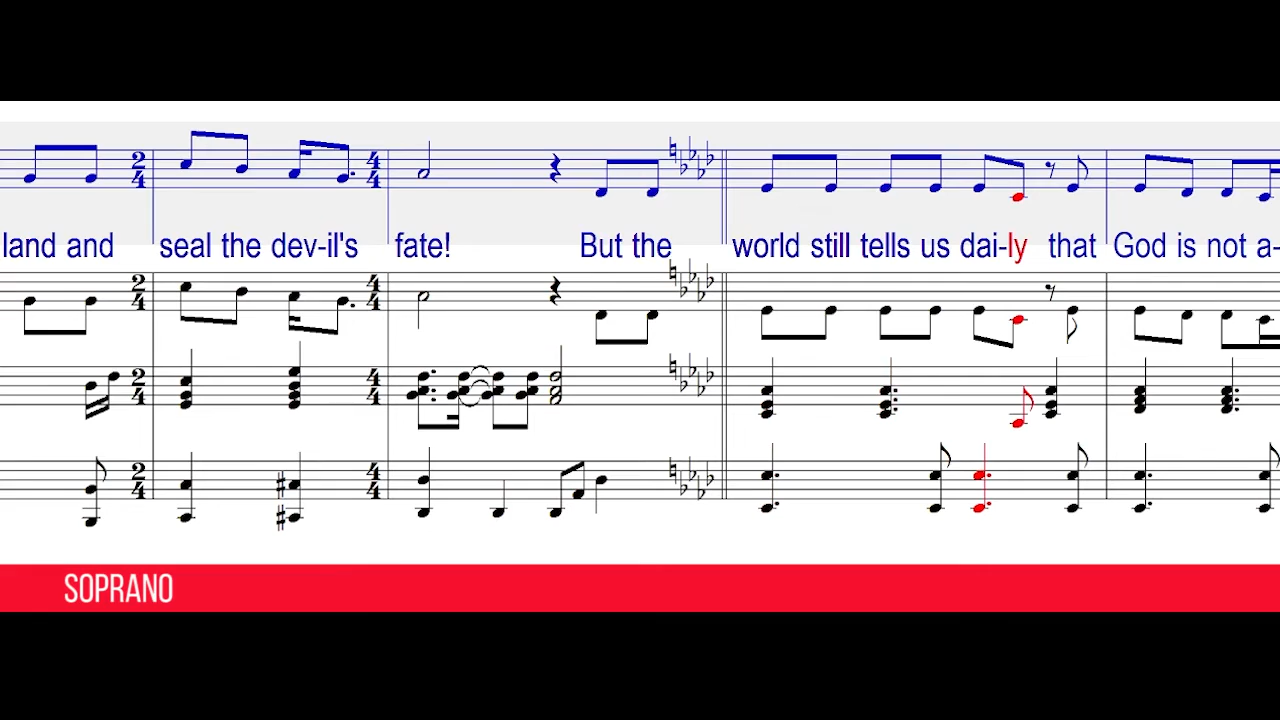 land and seal the dev-il's fate! But the world still tells us dai-ly that God is not a-
SOPRANO